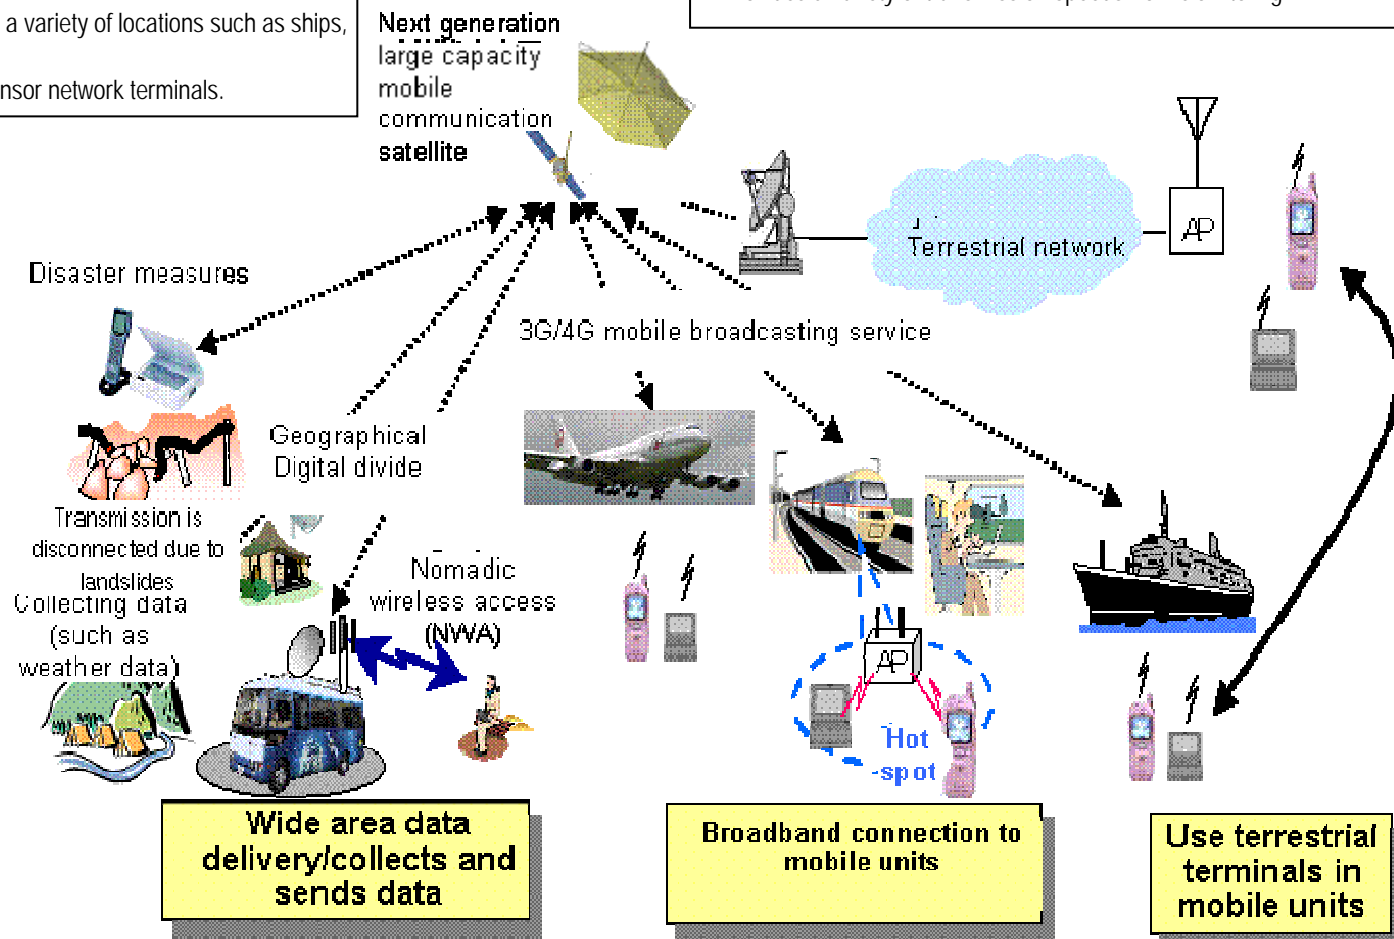 a variety of locations such as ships,
nsor network terminals.
Next generation
large capacity
mobile
communication
satellite
Terrestrial network
AP
Disaster measures
3G/4G mobile broadcasting service
Geographical
Digital divide
Transmission is
disconnected due to
landslides
Collecting data
(such as
weather data)
Nomadic
wireless access
(NWA)
AP
Hot
-spot
Wide area data
delivery/collects and
sends data
Broadband connection to
mobile units
Use terrestrial
terminals in
mobile units